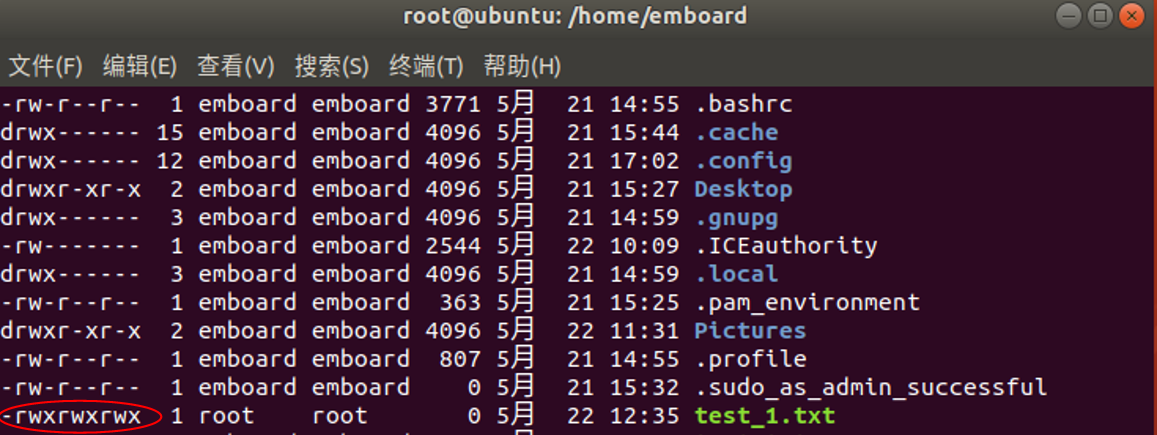 root@ubuntu: /home/emboard
文件(F) 编辑(E) 查看(V) 搜索(S) 终端(T) 帮助(H)
-rw-r--r--  1 emboard emboard 3771 5月  21 14:55 .bashrc
drwx------ 15 emboard emboard 4096 5月  21 15:44 .cache
drwx------ 12 emboard emboard 4096 5月  21 17:02 .config
drwxr-xr-x  2 emboard emboard 4096 5月  21 15:27 Desktop
drwx------  3 emboard emboard 4096 5月  21 14:59 .gnupg
-rw-------  1 emboard emboard 2544 5月  22 10:09 .ICEauthority
drwx------  3 emboard emboard 4096 5月  21 14:59 .local
-rw-r--r--  1 emboard emboard  363 5月  21 15:25 .pam_environment
drwxr-xr-x  2 emboard emboard 4096 5月  22 11:31 Pictures
-rw-r--r--  1 emboard emboard  807 5月  21 14:55 .profile
-rw-r--r--  1 emboard emboard    0 5月  21 15:32 .sudo_as_admin_successful
-rwxrwxrwx  1 root    root       0 5月  22 12:35 test_1.txt